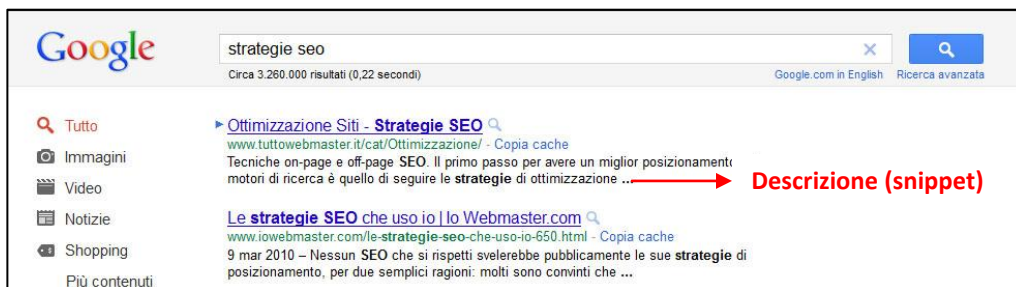 Google
strategie seo
Circa 3.260.000 risultati (0,22 secondi)
Google.com in English Ricerca avanzata
Tutto
Immagini
Video
Notizie
Shopping
Più contenuti
Ottimizzazione Siti - Strategie SEO
www.tuttowebmaster.it/cat/Ottimizzazione/ - Copia cache
Tecniche on-page e off-page SEO. Il primo passo per avere un miglior posizionamento
motori di ricerca è quello di seguire le strategie di ottimizzazione ...
Descrizione (snippet)
Le strategie SEO che uso io | Io Webmaster.com
www.iowebmaster.com/le-strategie-seo-che-uso-io-650.html - Copia cache
9 mar 2010 – Nessun SEO che si rispetti svelerebbe pubblicamente le sue strategie di
posizionamento, per due semplici ragioni: molti sono convinti che ...